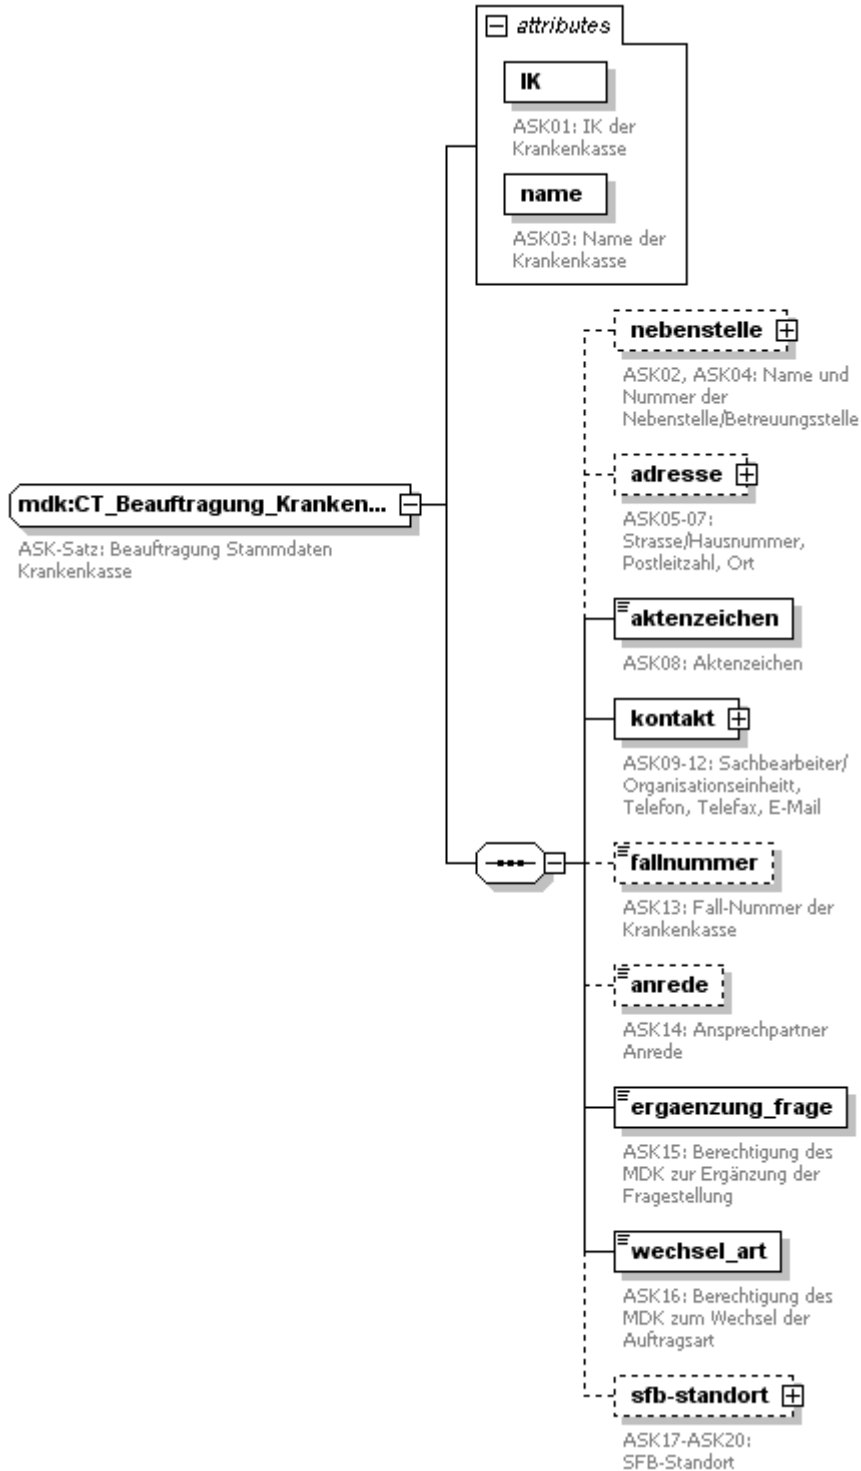 attributes
IK
ASK01: IK der
Krankenkasse
name
ASK03: Name der
Krankenkasse
nebenstelle
ASK02, ASK04: Name und
Nummer der
Nebenstelle/Betreuungsstelle
mdk:CT_Beauftragung_Kranken...
ASK-Satz: Beauftragung Stammdaten
Krankenkasse
adresse
ASK05-07:
Strasse/Hausnummer,
Postleitzahl, Ort
aktenzeichen
ASK08: Aktenzeichen
kontakt
ASK09-12: Sachbearbeiter/
Organisationseinheitt,
Telefon, Telefax, E-Mail
fallnummer
ASK13: Fall-Nummer der
Krankenkasse
anrede
ASK14: Ansprechpartner
Anrede
ergaenzung_frage
ASK15: Berechtigung des
MDK zur Ergänzung der
Fragestellung
wechsel_art
ASK16: Berechtigung des
MDK zum Wechsel der
Auftragsart
sfb-standort
ASK17-ASK20:
SFB-Standort